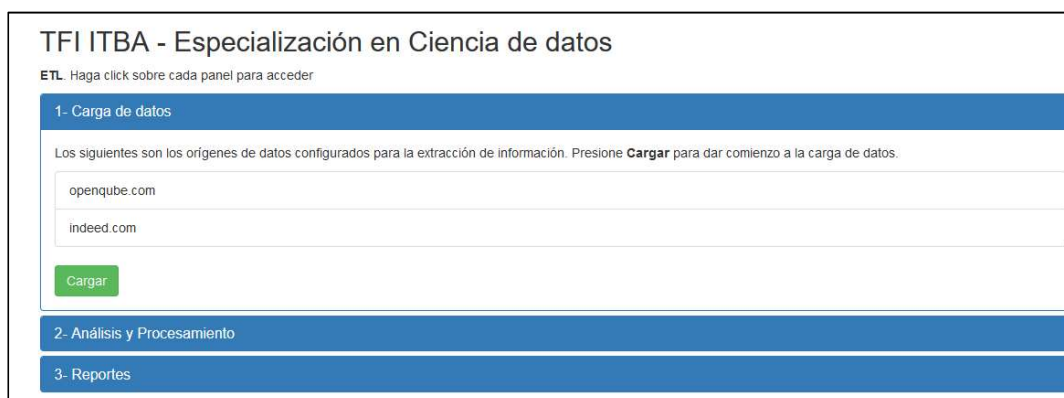 TFI ITBA - Especialización en Ciencia de datos
ETL. Haga click sobre cada panel para acceder
1- Carga de datos
Los siguientes son los orígenes de datos configurados para la extracción de información. Presione Cargar para dar comienzo a la carga de datos.
openqube.com
indeed.com
Cargar
2- Análisis y Procesamiento
3- Reportes